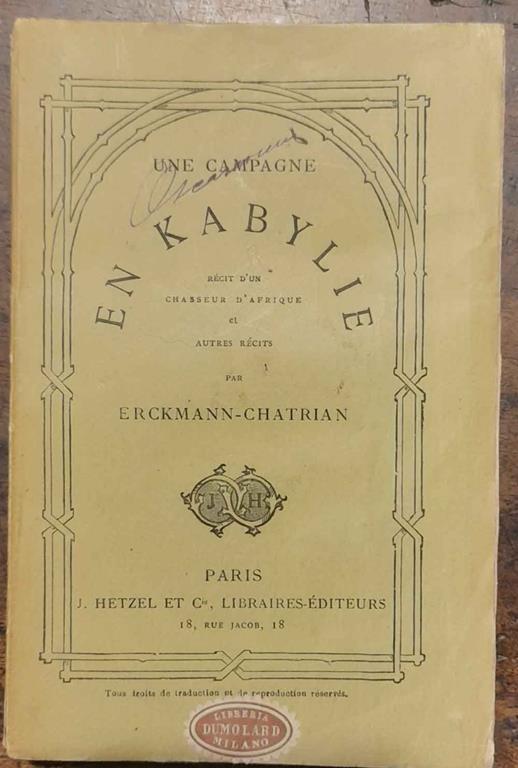 UNE CAMPAGNE
EN KABYLIE
RÉCIT D'UN
CHASSEUR D'AFRIQUE
et
AUTRES RÉCITS
PAR
ERCKMANN-CHATRIAN
J H
PARIS
J. HETZEL ET Cie, LIBRAIRES-ÉDITEURS
18, RUE JACOB, 18
Tous droits de traduction et de reproduction réservés.
LIBRERIA
DUMOLARD
MILANO